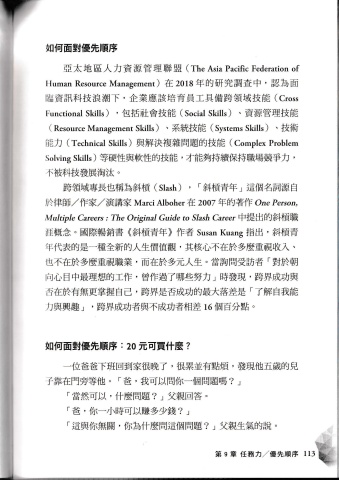 如何面對優先順序
亞太地區人力資源管理聯盟（The Asia Pacific Federation of
Human Resource Management）在 2018 年的研究調查中，認為面
臨資訊科技浪潮下，企業應該培育員工具備跨領域技能（Cross
Functional Skills），包括社會技能（Social Skills）、資源管理技能
（Resource Management Skills）、系統技能（Systems Skills）、技術
能力（Technical Skills）與解決複雜問題的技能（Complex Problem
Solving Skills）等硬性與軟性的技能，才能夠持續保持職場競爭力，
不被科技發展淘汰。
跨領域專長也稱為斜槓（Slash），「斜槓青年」這個名詞源自
於律師／作家／演講家 Marci Alboher 在 2007 年的著作 One Person,
Multiple Careers : The Original Guide to Slash Career 中提出的斜槓職
涯概念。國際暢銷書《斜槓青年》作者 Susan Kuang 指出，斜槓青
年代表的是一種全新的人生價值觀，其核心不在於多麼重視收入、
也不在於多麼重視職業，而在於多元人生。當詢問受訪者「對於朝
向心目中最理想的工作，曾作過了哪些努力」時發現，跨界成功與
否在於有無更掌握自己，跨界是否成功的最大落差是「了解自我能
力與興趣」，跨界成功者與不成功者相差 16 個百分點。
如何面對優先順序：20 元可買什麼？
一位爸爸下班回到家很晚了，很累並有點煩，發現他五歲的兒
子靠在門旁等他。「爸，我可以問你一個問題嗎？」
「當然可以，什麼問題？」父親回答。
「爸，你一小時可以賺多少錢？」
「這與你無關，你為什麼問這個問題？」父親生氣的說。
第 9 章 任務力／優先順序 113